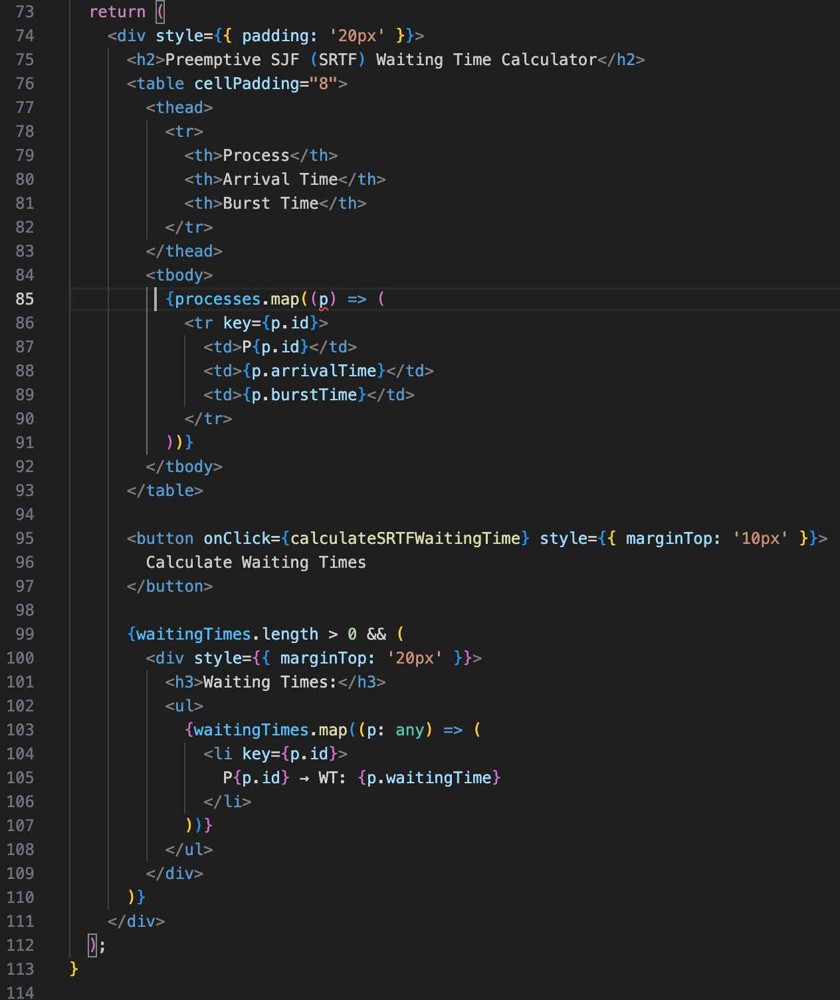 73 return (
74 <div style={{ padding: '20px' }}>
75 <h2>Preemptive SJF (SRTF) Waiting Time Calculator</h2>
76 <table cellPadding="8">
77 <thead>
78 <tr>
79 <th>Process</th>
80 <th>Arrival Time</th>
81 <th>Burst Time</th>
82 </tr>
83 </thead>
84 <tbody>
85 {processes.map((p) => (
86 <tr key={p.id}>
87 <td>P{p.id}</td>
88 <td>{p.arrivalTime}</td>
89 <td>{p.burstTime}</td>
90 </tr>
91 ))}
92 </tbody>
93 </table>
94
95 <button onClick={calculateSRTFWaitingTime} style={{ marginTop: '10px' }}>
96 Calculate Waiting Times
97 </button>
98
99 {waitingTimes.length > 0 && (
100 <div style={{ marginTop: '20px' }}>
101 <h3>Waiting Times:</h3>
102 <ul>
103 {waitingTimes.map((p: any) => (
104 <li key={p.id}>
105 P{p.id} → WT: {p.waitingTime}
106 </li>
107 ))}
108 </ul>
109 </div>
110 )}
111 </div>
112 );
113 }
114